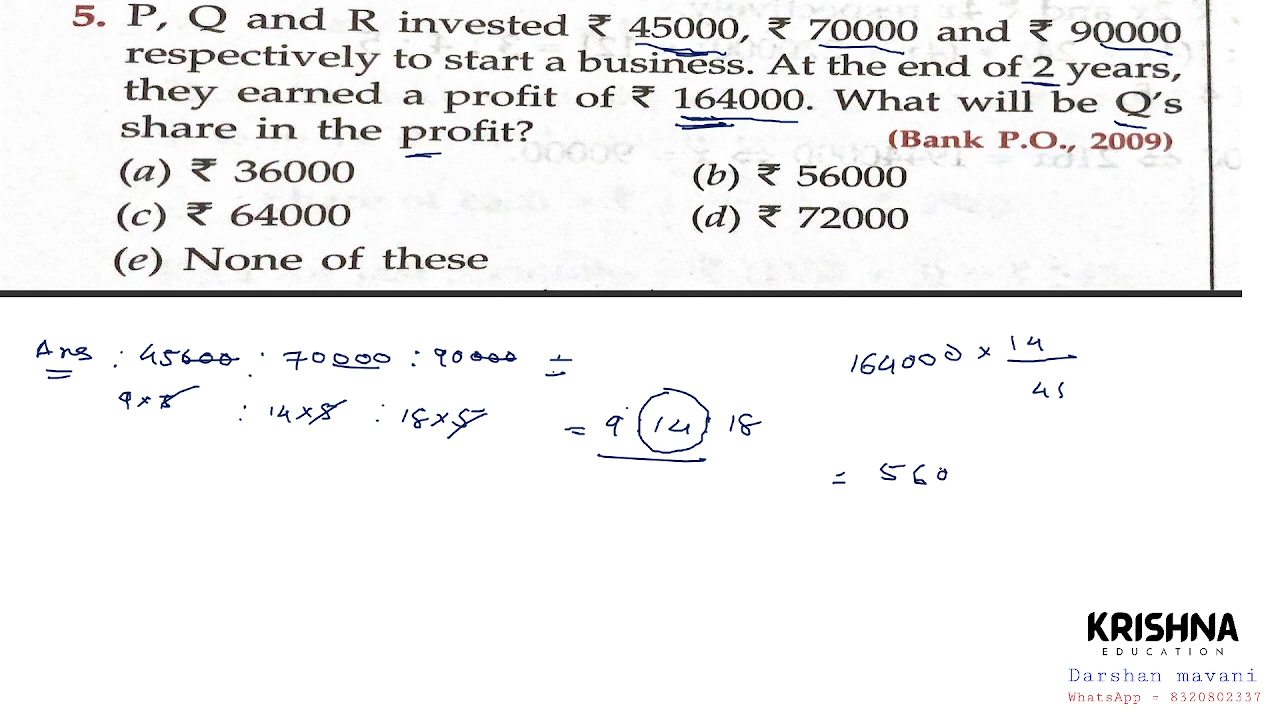 5. P, Q and R invested ₹ 45000, ₹ 70000 and ₹ 90000
respectively to start a business. At the end of 2 years,
they earned a profit of ₹ 164000. What will be Q's
share in the profit?
(Bank P.O., 2009)
(a) ₹ 36000
(b) ₹ 56000
(c) ₹ 64000
(d) ₹ 72000
(e) None of these
Ans : 45000 : 70000 : 90000
9 × 5 : 14 × 5 : 18 × 5
= 9 : 14 : 18
164000 × 14
41
= 560
KRISHNA
EDUCATION
Darshan mavani
WhatsApp = 8320802337